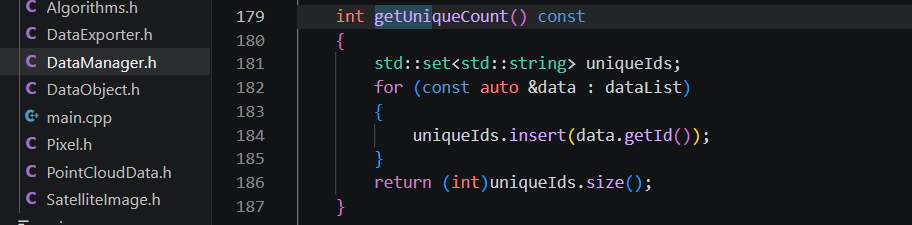 Algorithms.h
DataExporter.h
DataManager.h
DataObject.h
main.cpp
Pixel.h
PointCloudData.h
SatelliteImage.h
179 int getUniqueCount() const
180 {
181 std::set<std::string> uniqueIds;
182 for (const auto &data : dataList)
183 {
184 uniqueIds.insert(data.getId());
185 }
186 return (int)uniqueIds.size();
187 }